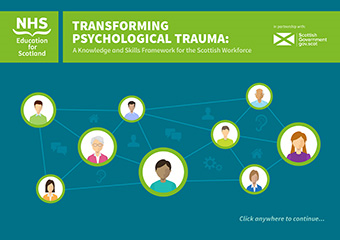 NHS
Education
for
Scotland
TRANSFORMING
PSYCHOLOGICAL TRAUMA:
A Knowledge and Skills Framework for the Scottish Workforce
In partnership with:
Scottish
Government
gov.scot
Click anywhere to continue...